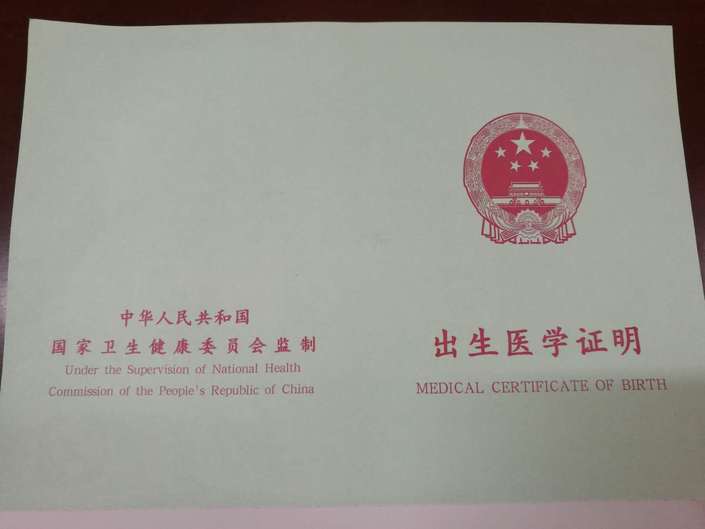 中华人民共和国
国家卫生健康委员会监制
Under the Supervision of National Health
Commission of the People's Republic of China
出生医学证明
MEDICAL CERTIFICATE OF BIRTH